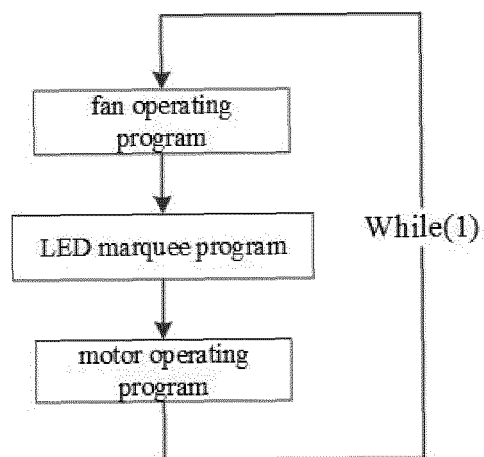 fan operating
program
LED marquee program
While(1)
motor operating
program